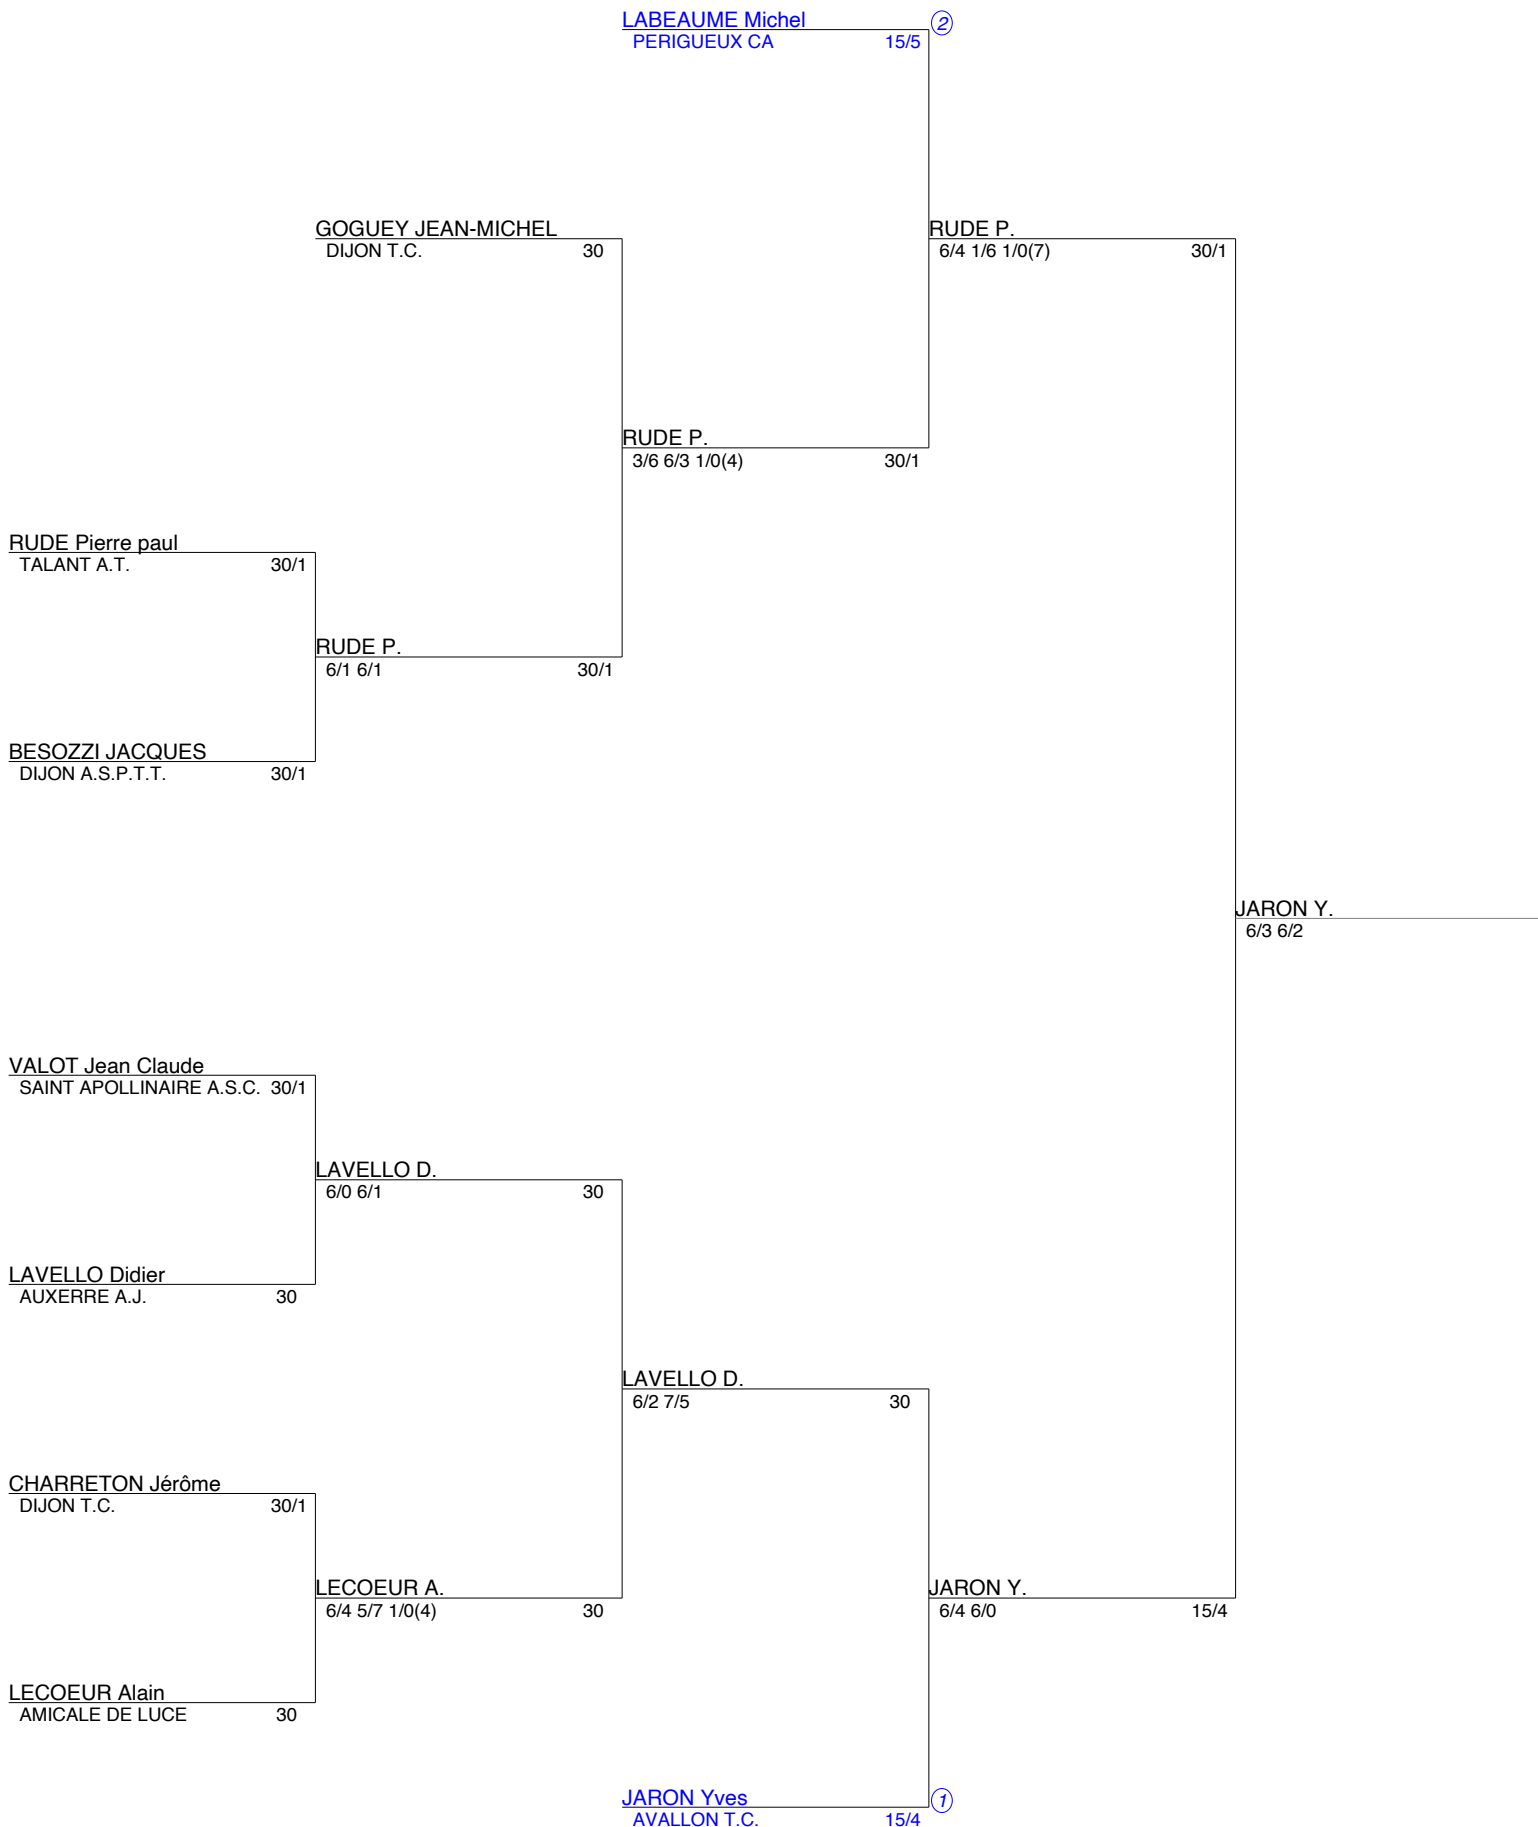 LABEAUME Michel 2
PERIGUEUX CA 15/5
GOGUEY JEAN-MICHEL
DIJON T.C. 30
RUDE P.
6/4 1/6 1/0(7) 30/1
RUDE P.
3/6 6/3 1/0(4) 30/1
RUDE Pierre paul
TALANT A.T. 30/1
RUDE P.
6/1 6/1 30/1
BESOZZI JACQUES
DIJON A.S.P.T.T. 30/1
JARON Y.
6/3 6/2
VALOT Jean Claude
SAINT APOLLINAIRE A.S.C. 30/1
LAVELLO D.
6/0 6/1 30
LAVELLO Didier
AUXERRE A.J. 30
LAVELLO D.
6/2 7/5 30
CHARRETON Jérôme
DIJON T.C. 30/1
LECOEUR A.
6/4 5/7 1/0(4) 30
JARON Y.
6/4 6/0 15/4
LECOEUR Alain
AMICALE DE LUCE 30
JARON Yves 1
AVALLON T.C. 15/4